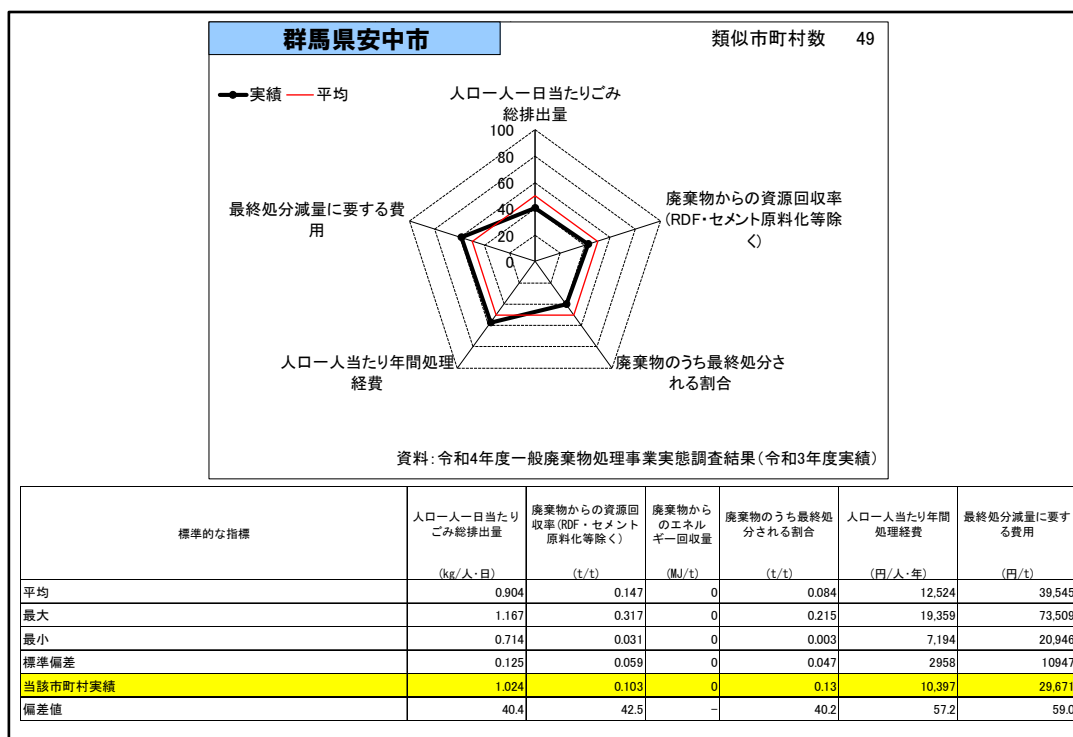 群馬県安中市
類似市町村数 49
実績 平均
人口一人一日当たりごみ
総排出量
100
80
60
40
20
0
廃棄物からの資源回収率
(RDF・セメント原料化等除
く)
最終処分減量に要する費
用
人口一人当たり年間処理
経費
廃棄物のうち最終処分さ
れる割合
資料:令和4年度一般廃棄物処理事業実態調査結果(令和3年度実績)
標準的な指標
人口一人一日当たり
ごみ総排出量
(kg/人・日)
廃棄物からの資源回
収率(RDF・セメント
原料化等除く)
(t/t)
廃棄物から
のエネル
ギー回収量
(MJ/t)
廃棄物のうち最終処
分される割合
(t/t)
人口一人当たり年間
処理経費
(円/人・年)
最終処分減量に要す
る費用
(円/t)
平均 0.904 0.147 0 0.084 12,524 39,545
最大 1.167 0.317 0 0.215 19,359 73,509
最小 0.714 0.031 0 0.003 7,194 20,946
標準偏差 0.125 0.059 0 0.047 2958 10947
当該市町村実績 1.024 0.103 0 0.13 10,397 29,671
偏差値 40.4 42.5 － 40.2 57.2 59.0